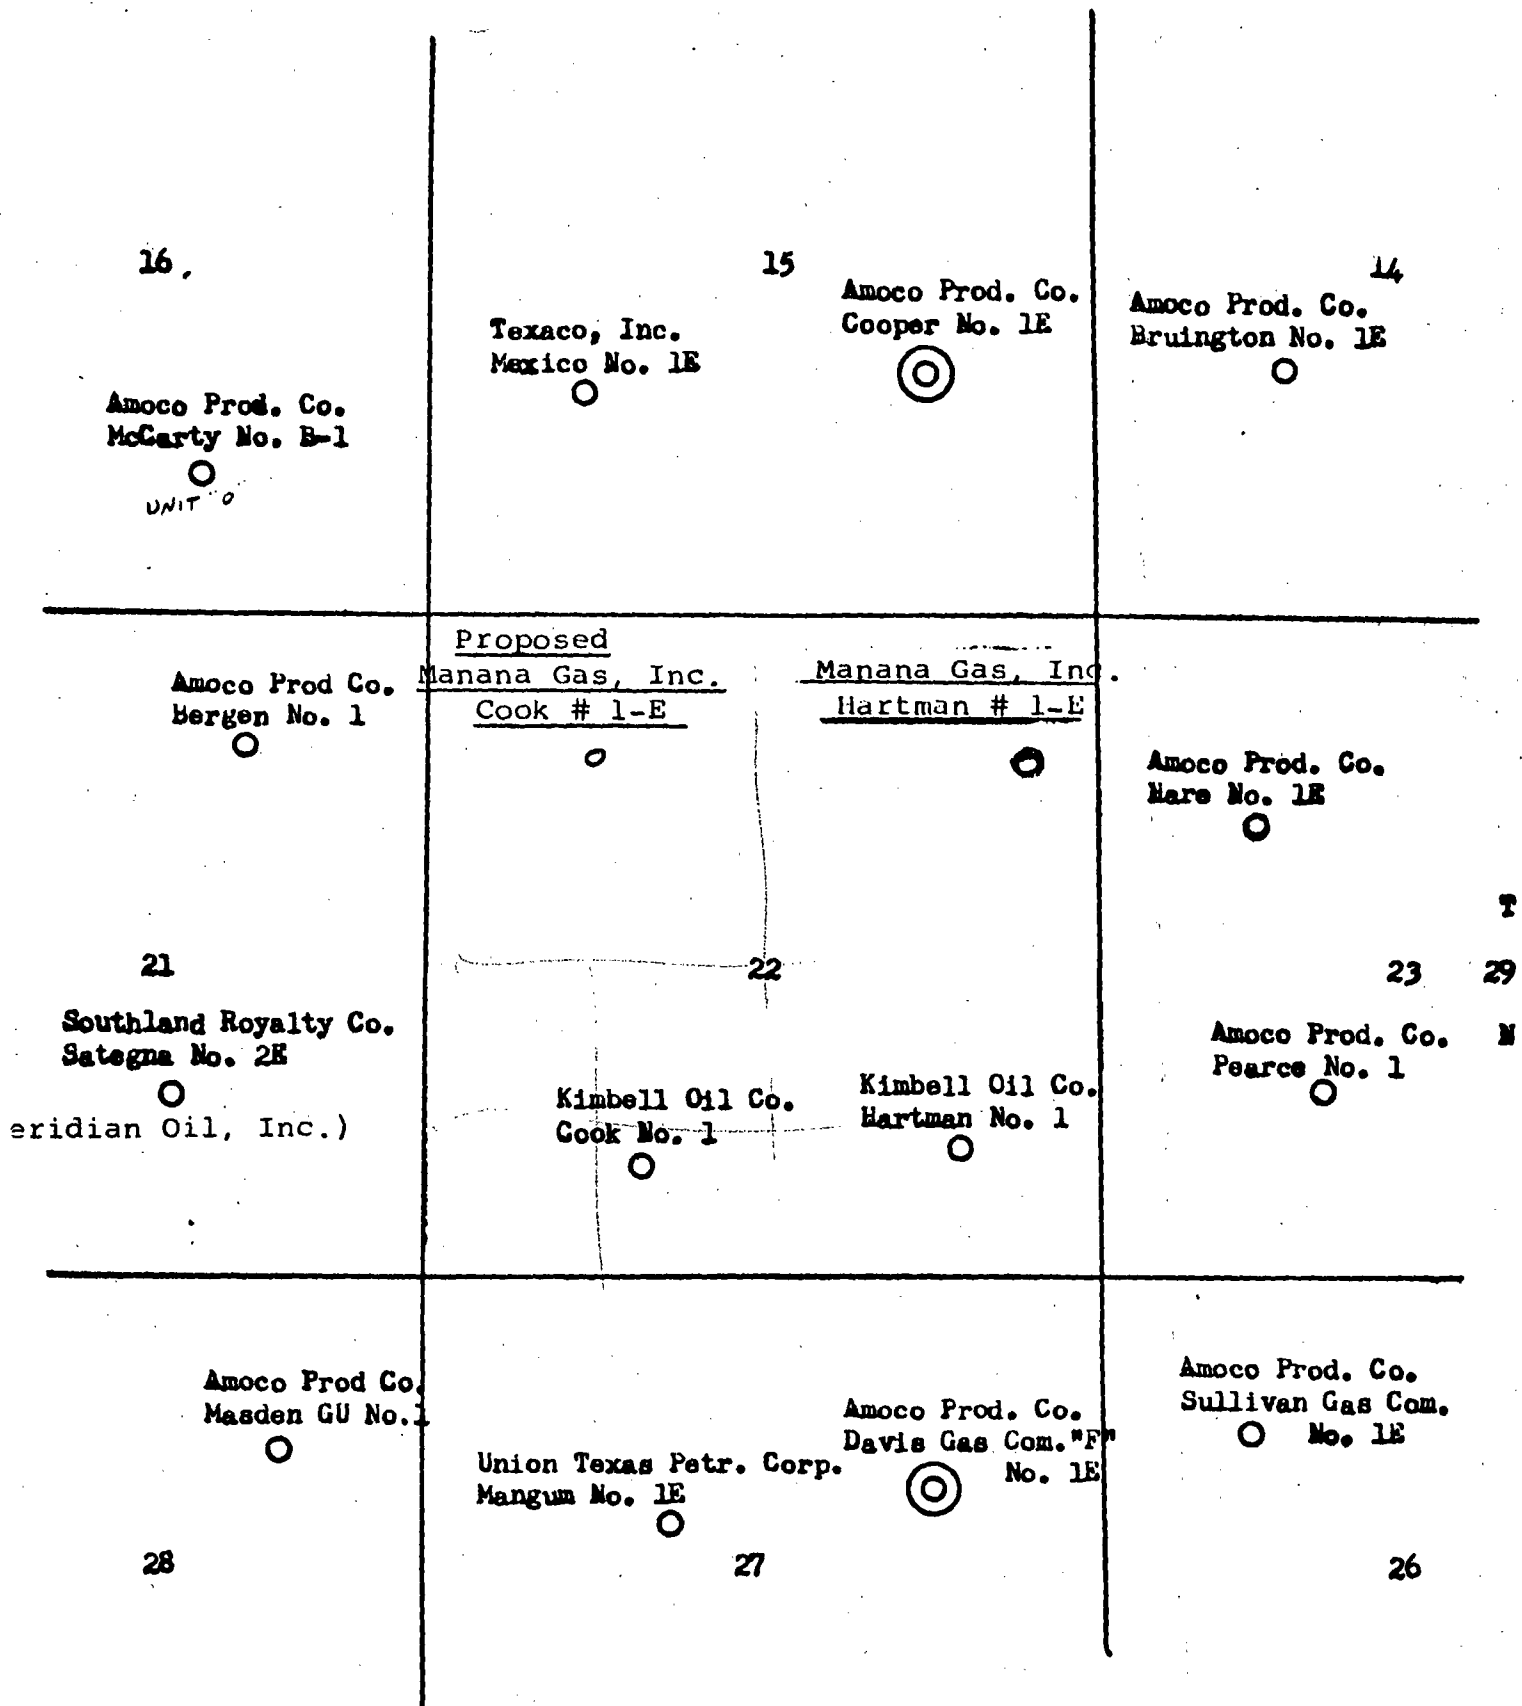 16
15
14
Amoco Prod. Co.
Cooper No. 1E
Amoco Prod. Co.
Bruington No. 1E
Texaco, Inc.
Mexico No. 1E
Amoco Prod. Co.
McCarty No. B-1
UNIT "O"
Proposed
Manana Gas, Inc.
Cook # 1-E
Manana Gas, Inc.
Hartman # 1-E
Amoco Prod Co.
Bergen No. 1
Amoco Prod. Co.
No. 1E
T
21
22
23
29
N
Southland Royalty Co.
Sategna No. 2E
eridian Oil, Inc.)
Amoco Prod. Co.
Pearce No. 1
Kimbell Oil Co.
Cook No. 1
Kimbell Oil Co.
Hartman No. 1
Amoco Prod Co.
Masden GU No.1
Union Texas Petr. Corp.
Mangum No. 1E
Amoco Prod. Co.
Davis Gas Com."F"
No. 1E
Amoco Prod. Co.
Sullivan Gas Com.
No. 1E
28
27
26